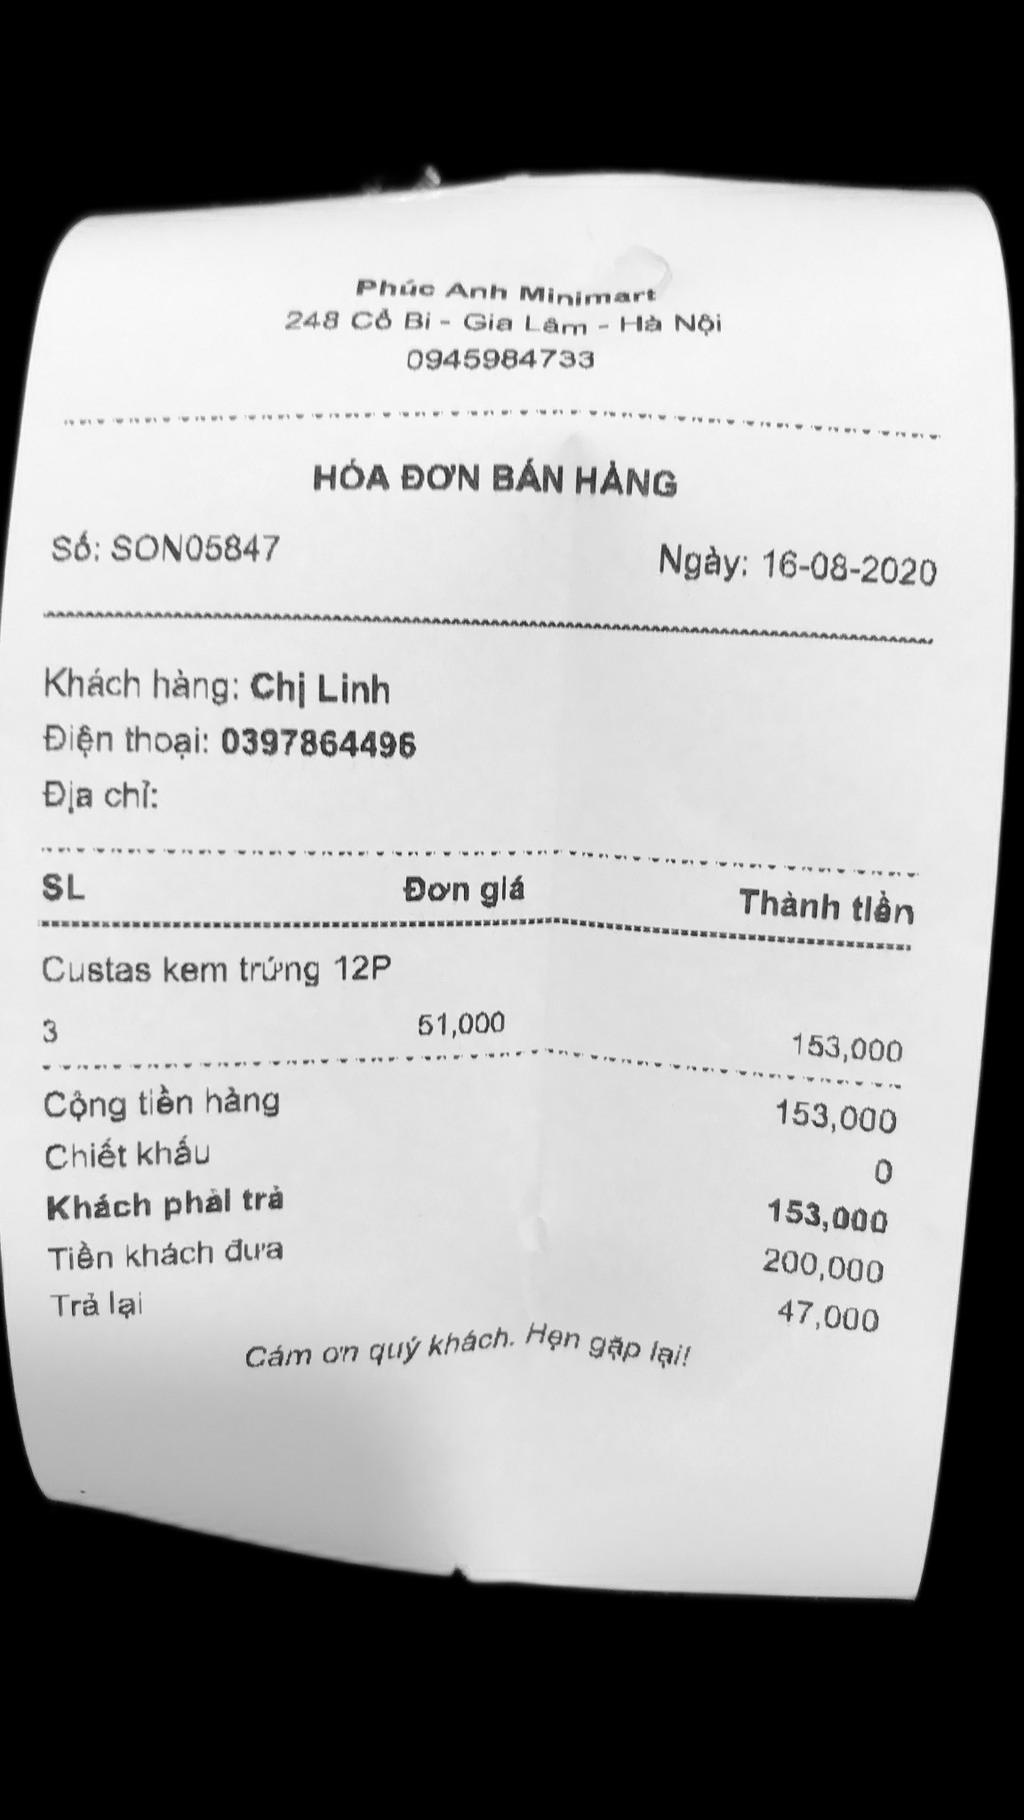 Phúc Anh Minimart
248 Cổ Bi - Gia Lâm - Hà Nội
0945984733
HÓA ĐƠN BÁN HÀNG
Số: SON05847 Ngày: 16-08-2020
Khách hàng: Chị Linh
Điện thoại: 0397864496
Địa chỉ:
SL Đơn giá Thành tiền
Custas kem trứng 12P
3 51,000 153,000
Cộng tiền hàng 153,000
Chiết khấu 0
Khách phải trả 153,000
Tiền khách đưa 200,000
Trả lại 47,000
Cám ơn quý khách. Hẹn gặp lại!